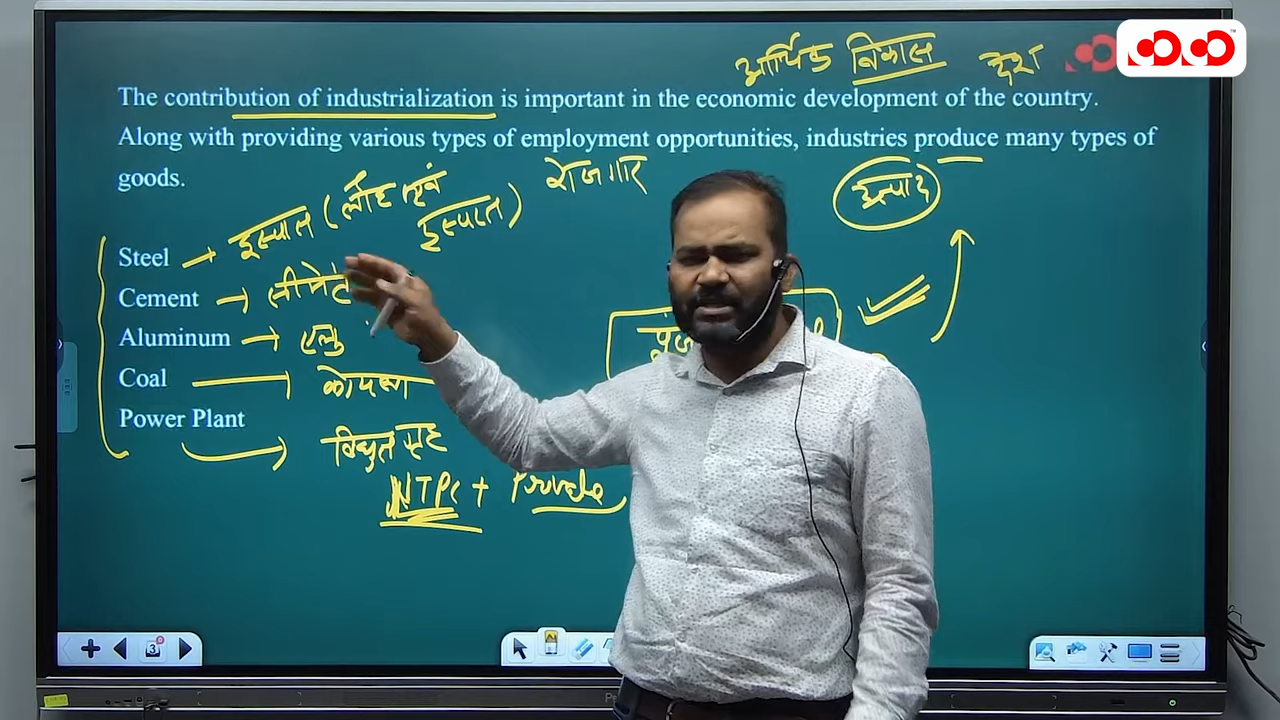 आर्थिक विकास देश
The contribution of industrialization is important in the economic development of the country.
Along with providing various types of employment opportunities, industries produce many types of
goods.
रोजगार
उत्पाद
Steel → इस्पात (लौह एवं
इस्पात)
Cement → सीमेंट
Aluminum → एलु
Coal → कोयला
Power Plant
→ विद्युत गृह
NTPC + Private
3